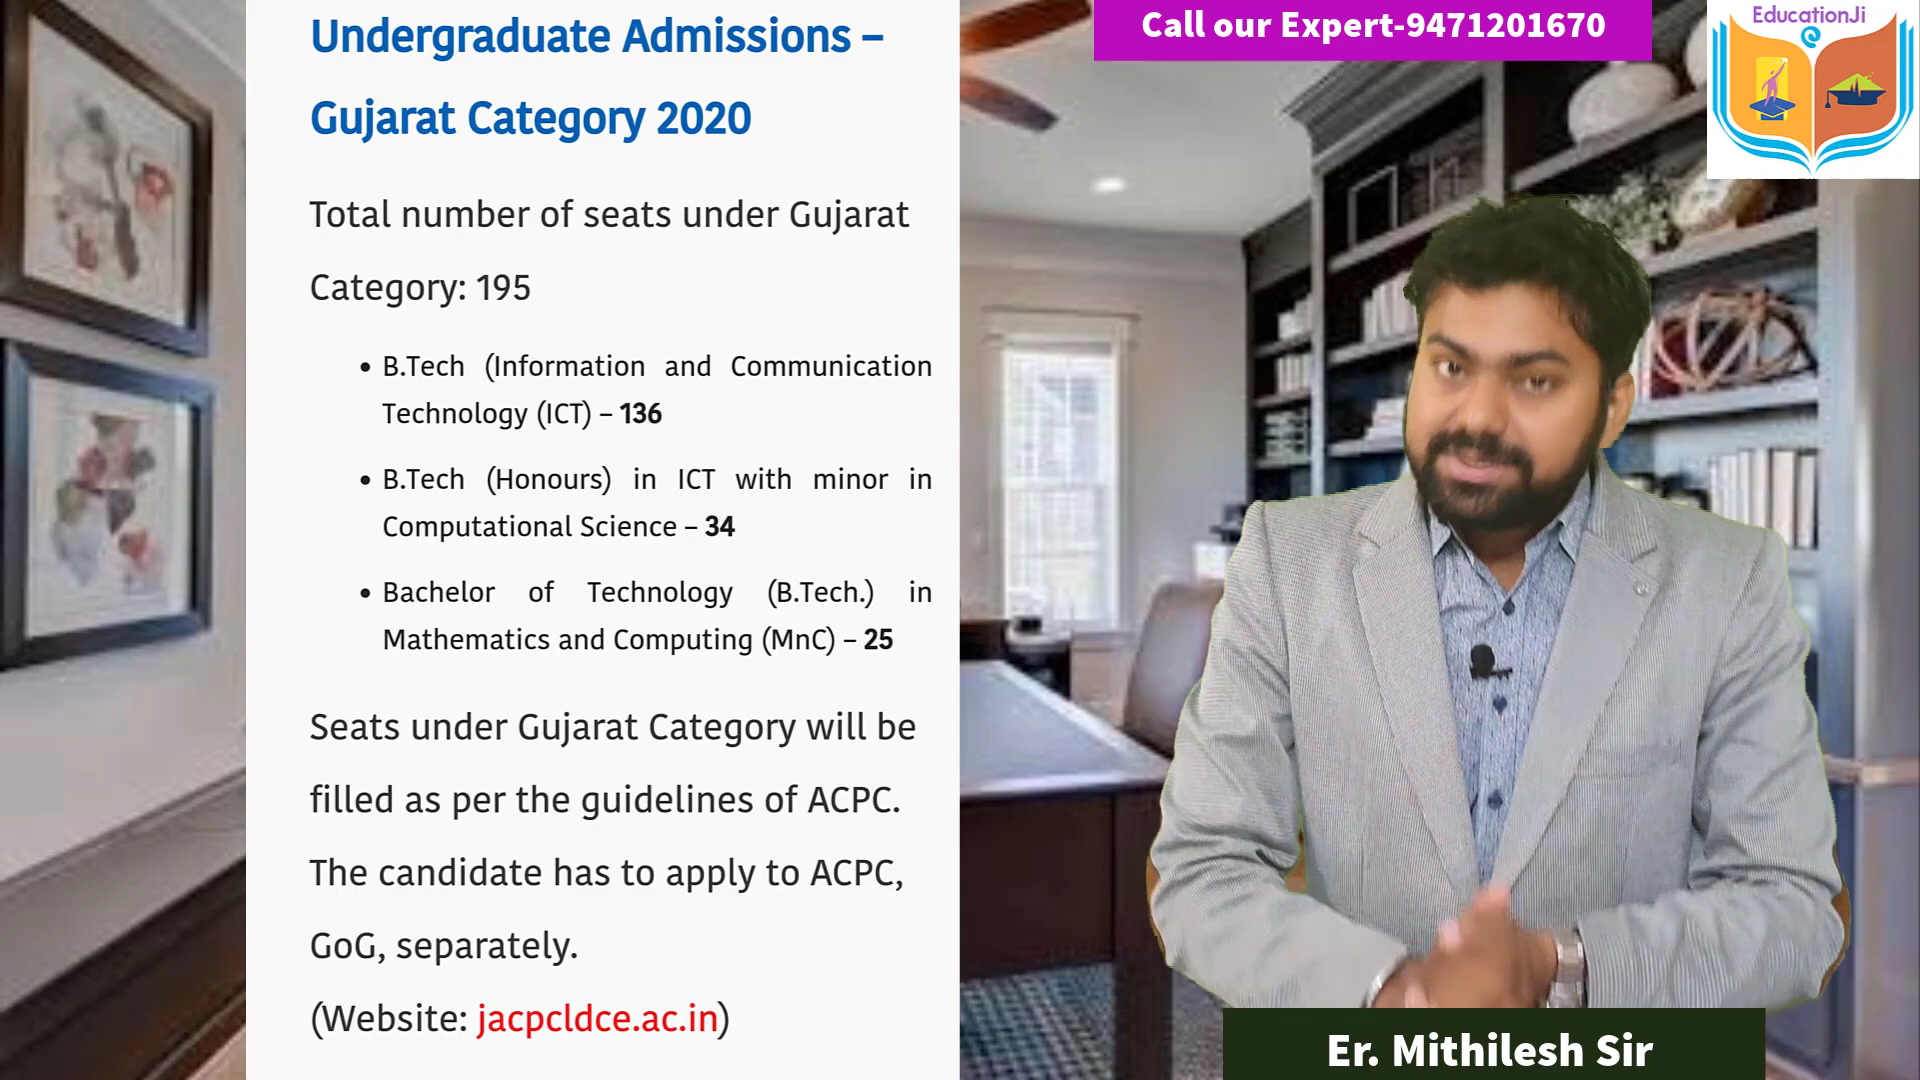 Undergraduate Admissions –
Gujarat Category 2020
Total number of seats under Gujarat
Category: 195
• B.Tech (Information and Communication
Technology (ICT) – 136
• B.Tech (Honours) in ICT with minor in
Computational Science – 34
• Bachelor of Technology (B.Tech.) in
Mathematics and Computing (MnC) – 25
Seats under Gujarat Category will be
filled as per the guidelines of ACPC.
The candidate has to apply to ACPC,
GoG, separately.
(Website: jacpcldce.ac.in)
Call our Expert-9471201670
EducationJi
Er. Mithilesh Sir